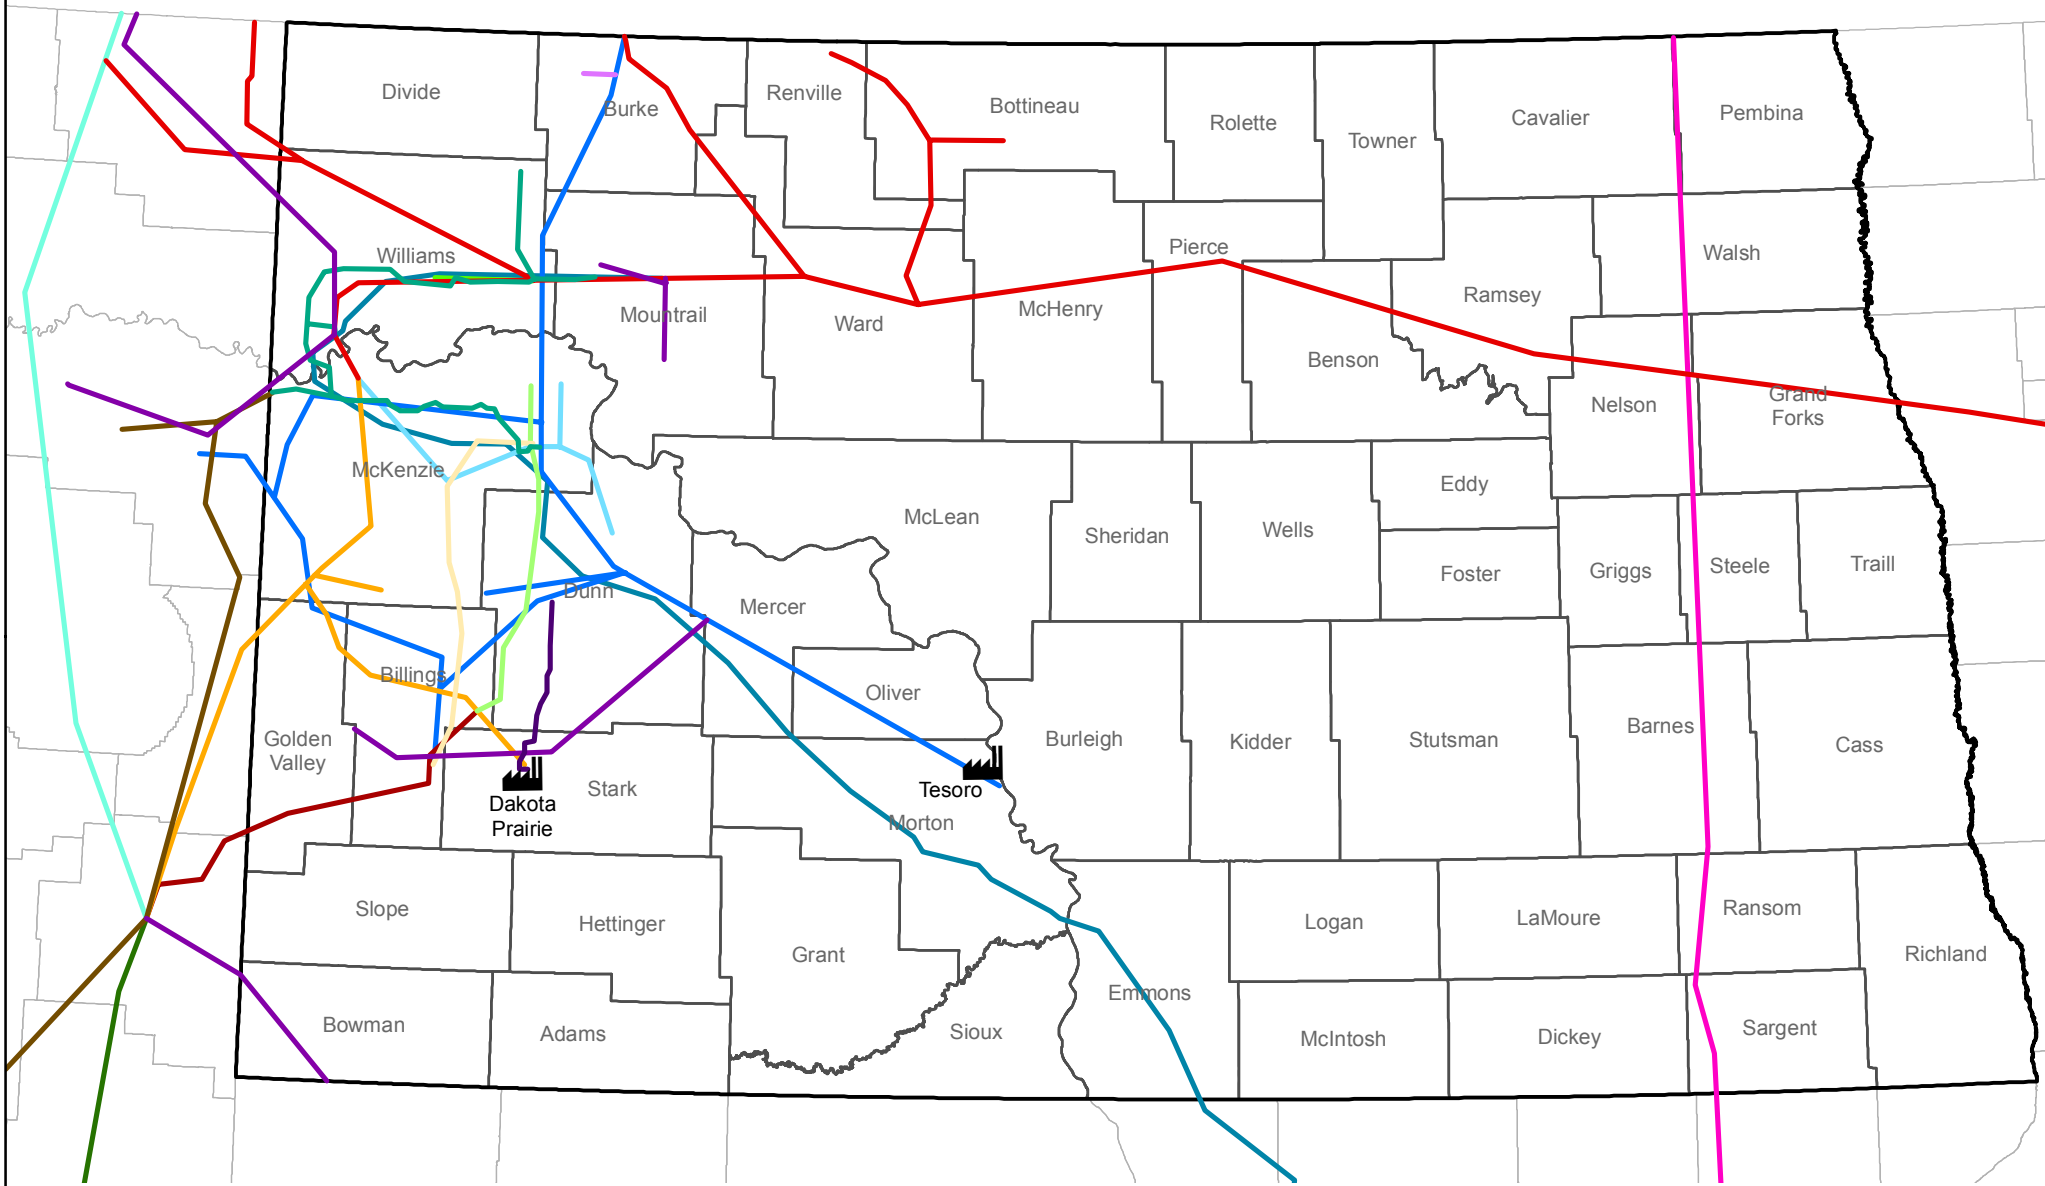 Divide
Burke
Renville
Bottineau
Rolette
Towner
Cavalier
Pembina
Williams
Mountrail
Ward
McHenry
Pierce
Ramsey
Walsh
Benson
Nelson
Grand
Forks
McKenzie
McLean
Sheridan
Wells
Eddy
Foster
Griggs
Steele
Traill
Dunn
Mercer
Oliver
Billings
Golden
Valley
Stark
Dakota
Prairie
Tesoro
Morton
Burleigh
Kidder
Stutsman
Barnes
Cass
Slope
Hettinger
Grant
Logan
LaMoure
Ransom
Richland
Bowman
Adams
Sioux
Emmons
McIntosh
Dickey
Sargent